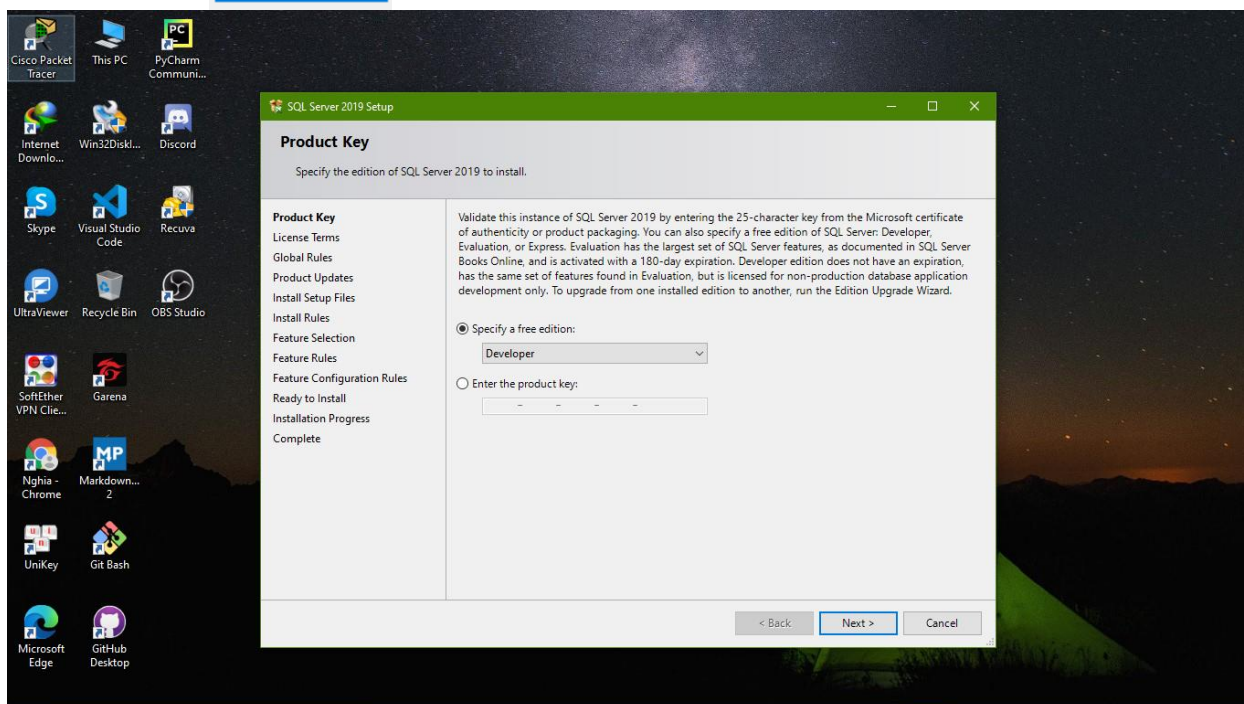 Cisco Packet
Tracer
This PC
PC
PyCharm
Communi...
Internet
Downlo...
Win32Diskl...
Discord
S
Skype
Visual Studio
Code
Recuva
UltraViewer
Recycle Bin
OBS Studio
SoftEther
VPN Clie...
Garena
Nghia -
Chrome
MP
Markdown...
2
UniKey
Git Bash
Microsoft
Edge
GitHub
Desktop
SQL Server 2019 Setup
Product Key
Specify the edition of SQL Server 2019 to install.
Product Key
License Terms
Global Rules
Product Updates
Install Setup Files
Install Rules
Feature Selection
Feature Rules
Feature Configuration Rules
Ready to Install
Installation Progress
Complete
Validate this instance of SQL Server 2019 by entering the 25-character key from the Microsoft certificate
of authenticity or product packaging. You can also specify a free edition of SQL Server: Developer,
Evaluation, or Express. Evaluation has the largest set of SQL Server features, as documented in SQL Server
Books Online, and is activated with a 180-day expiration. Developer edition does not have an expiration,
has the same set of features found in Evaluation, but is licensed for non-production database application
development only. To upgrade from one installed edition to another, run the Edition Upgrade Wizard.
Specify a free edition:
Developer
Enter the product key:
- - - -
< Back
Next >
Cancel